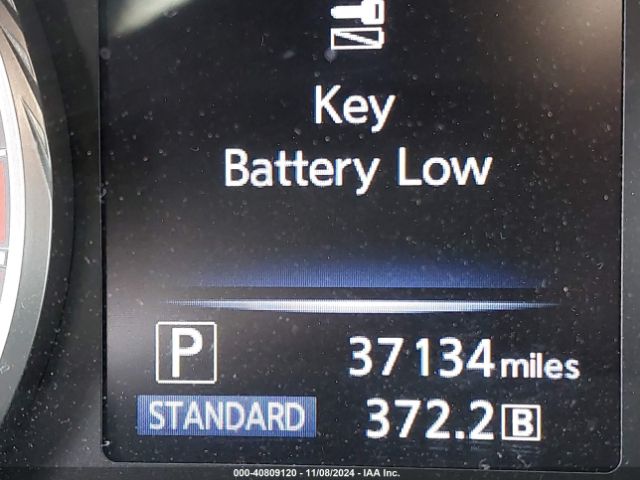 Key
Battery Low
P 37134 miles
STANDARD 372.2 B
000-40809120 - 11/08/2024 - IAA Inc.